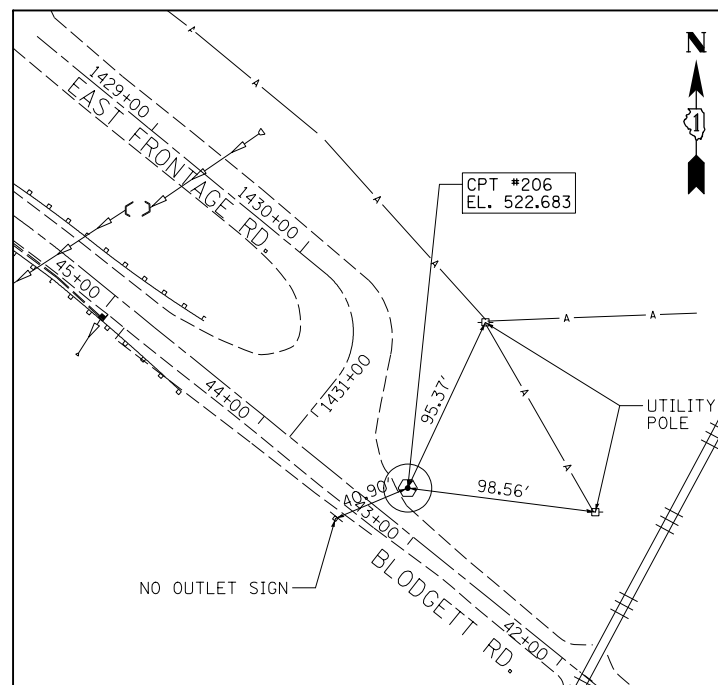 N
1
1429+00
EAST FRONTAGE RD.
1430+00
1431+00
CPT #206
EL. 522.683
A
A
A
A
A
A
A
45+00
44+00
43+00
42+00
95.37'
98.56'
40.90'
UTILITY
POLE
NO OUTLET SIGN
BLODGETT RD.